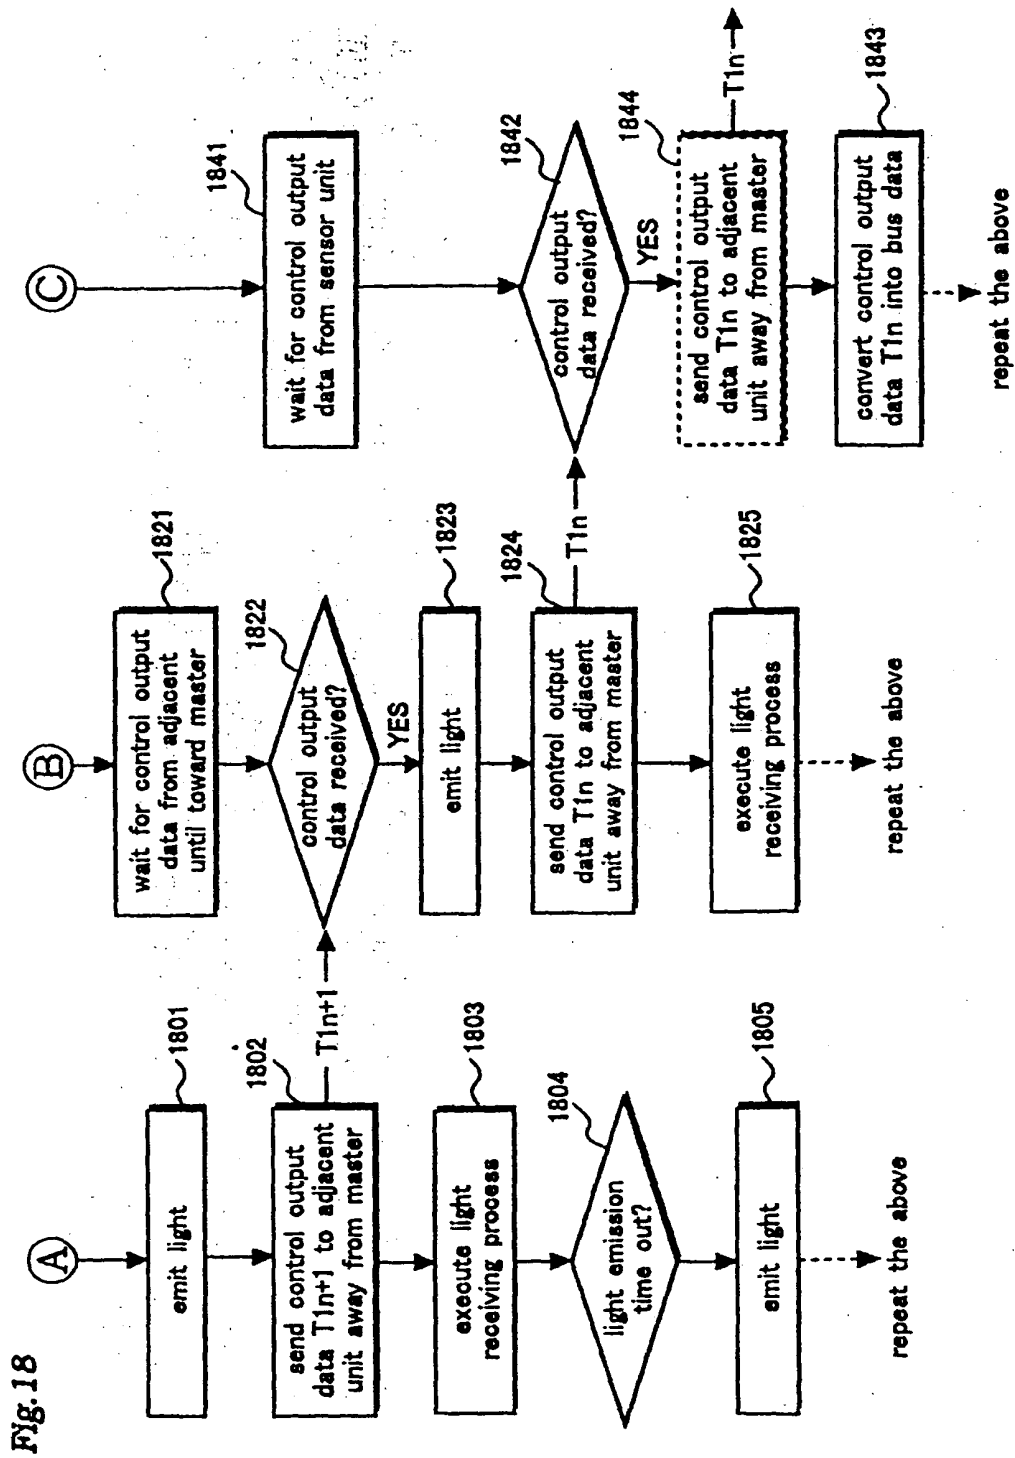 Fig.18
A
emit light
1801
send control output
data T1n+1 to adjacent
unit away from master
1802
T1n+1
execute light
receiving process
1803
light emission
time out?
1804
emit light
1805
repeat the above
B
wait for control output
data from adjacent
until toward master
1821
control output
data received?
1822
YES
emit light
1823
send control output
data T1n to adjacent
unit away from master
1824
T1n
execute light
receiving process
1825
repeat the above
C
wait for control output
data from sensor unit
1841
control output
data received?
1842
YES
send control output
data T1n to adjacent
unit away from master
1844
T1n
convert control output
data T1n into bus data
1843
repeat the above